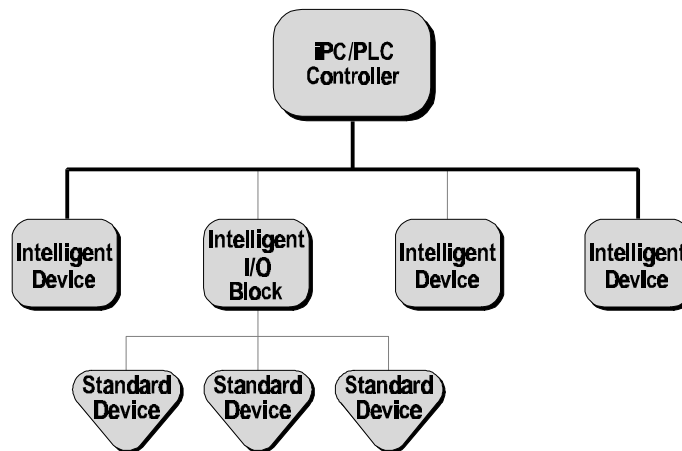 iPC/PLC
Controller
Intelligent
Device
Intelligent
I/O
Block
Intelligent
Device
Intelligent
Device
Standard
Device
Standard
Device
Standard
Device